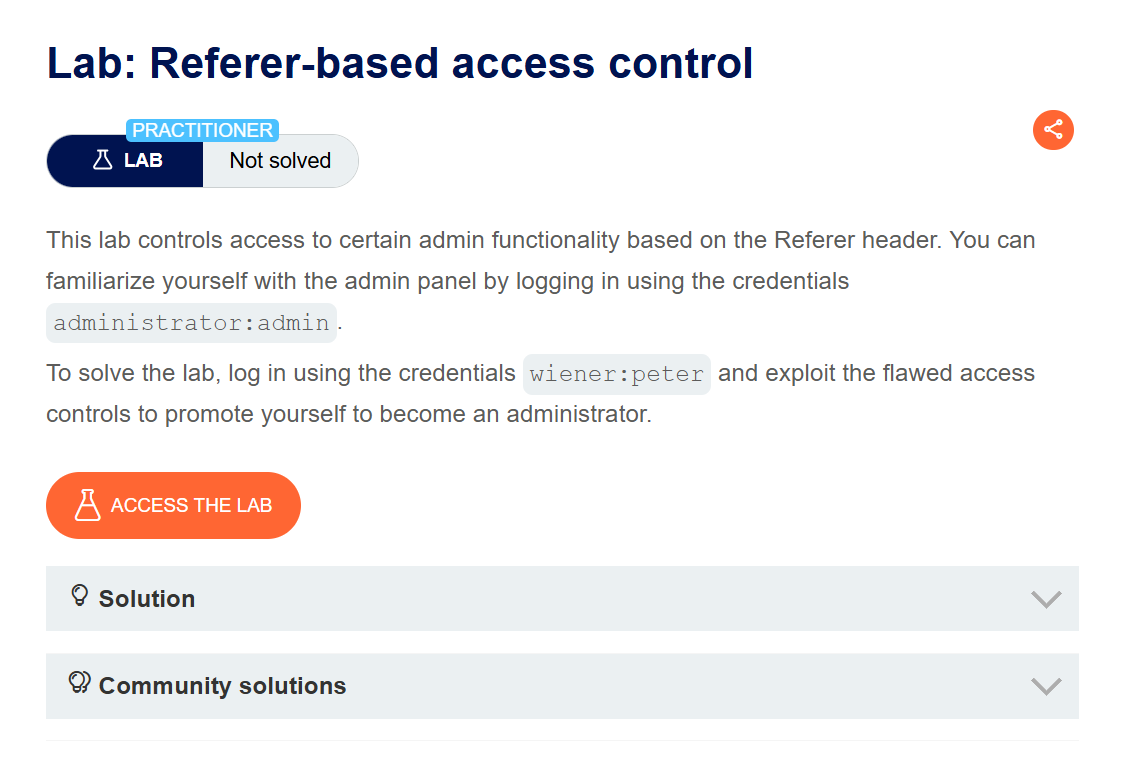 Lab: Referer-based access control
PRACTITIONER
LAB Not solved
This lab controls access to certain admin functionality based on the Referer header. You can
familiarize yourself with the admin panel by logging in using the credentials
administrator:admin.
To solve the lab, log in using the credentials wiener:peter and exploit the flawed access
controls to promote yourself to become an administrator.
ACCESS THE LAB
Solution
Community solutions